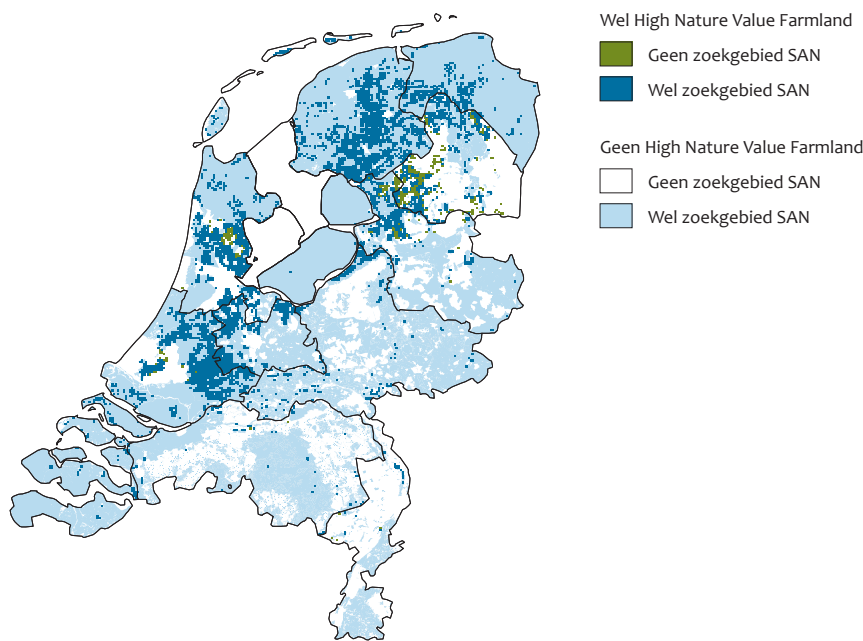 Wel High Nature Value Farmland
Geen zoekgebied SAN
Wel zoekgebied SAN
Geen High Nature Value Farmland
Geen zoekgebied SAN
Wel zoekgebied SAN